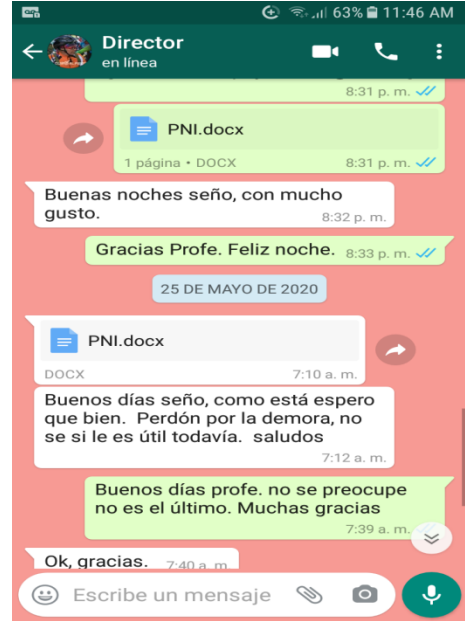 63% 11:46 AM
Director
en línea
8:31 p. m.
PNI.docx
1 página • DOCX 8:31 p. m.
Buenas noches seño, con mucho
gusto. 8:32 p. m.
Gracias Profe. Feliz noche. 8:33 p. m.
25 DE MAYO DE 2020
PNI.docx
DOCX 7:10 a. m.
Buenos días seño, como está espero
que bien. Perdón por la demora, no
se si le es útil todavía. saludos
7:12 a. m.
Buenos días profe. no se preocupe
no es el último. Muchas gracias
7:39 a. m.
Ok, gracias. 7:40 a. m.
Escribe un mensaje